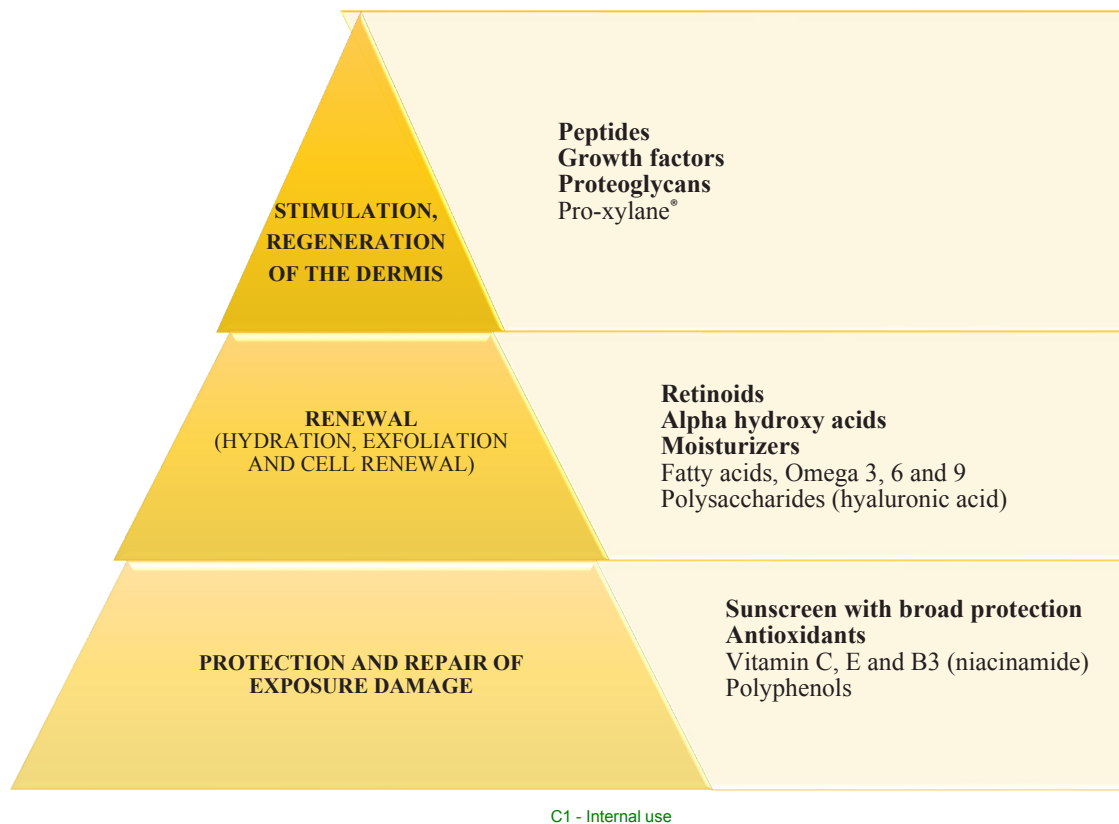 Peptides
Growth factors
Proteoglycans
Pro-xylane®
STIMULATION,
REGENERATION
OF THE DERMIS
Retinoids
Alpha hydroxy acids
Moisturizers
Fatty acids, Omega 3, 6 and 9
Polysaccharides (hyaluronic acid)
RENEWAL
(HYDRATION, EXFOLIATION
AND CELL RENEWAL)
Sunscreen with broad protection
Antioxidants
Vitamin C, E and B3 (niacinamide)
Polyphenols
PROTECTION AND REPAIR OF
EXPOSURE DAMAGE
C1 - Internal use